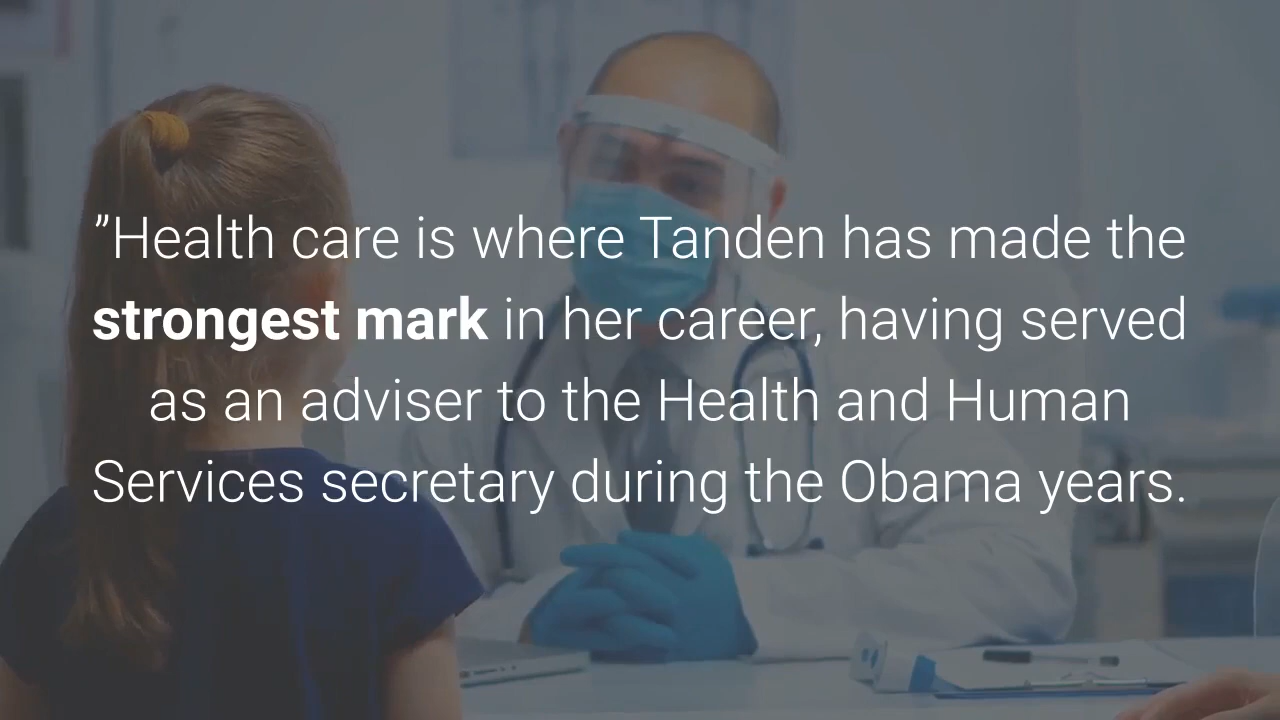 "Health care is where Tanden has made the
strongest mark in her career, having served
as an adviser to the Health and Human
Services secretary during the Obama years.